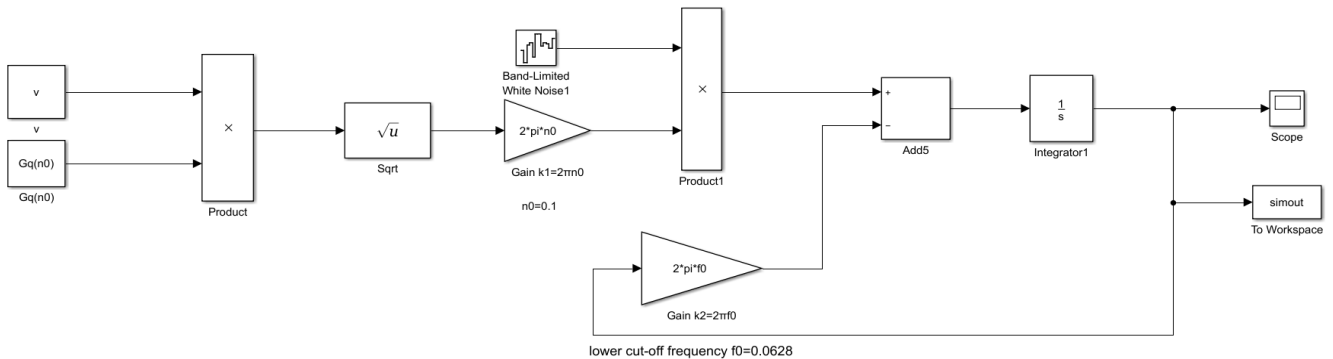 v
v
Gq(n0)
Gq(n0)
×
Product
√u
Sqrt
Band-Limited
White Noise1
2*pi*n0
Gain k1=2πn0
n0=0.1
×
Product1
+
−
Add5
1
s
Integrator1
Scope
simout
To Workspace
2*pi*f0
Gain k2=2πf0
lower cut-off frequency f0=0.0628